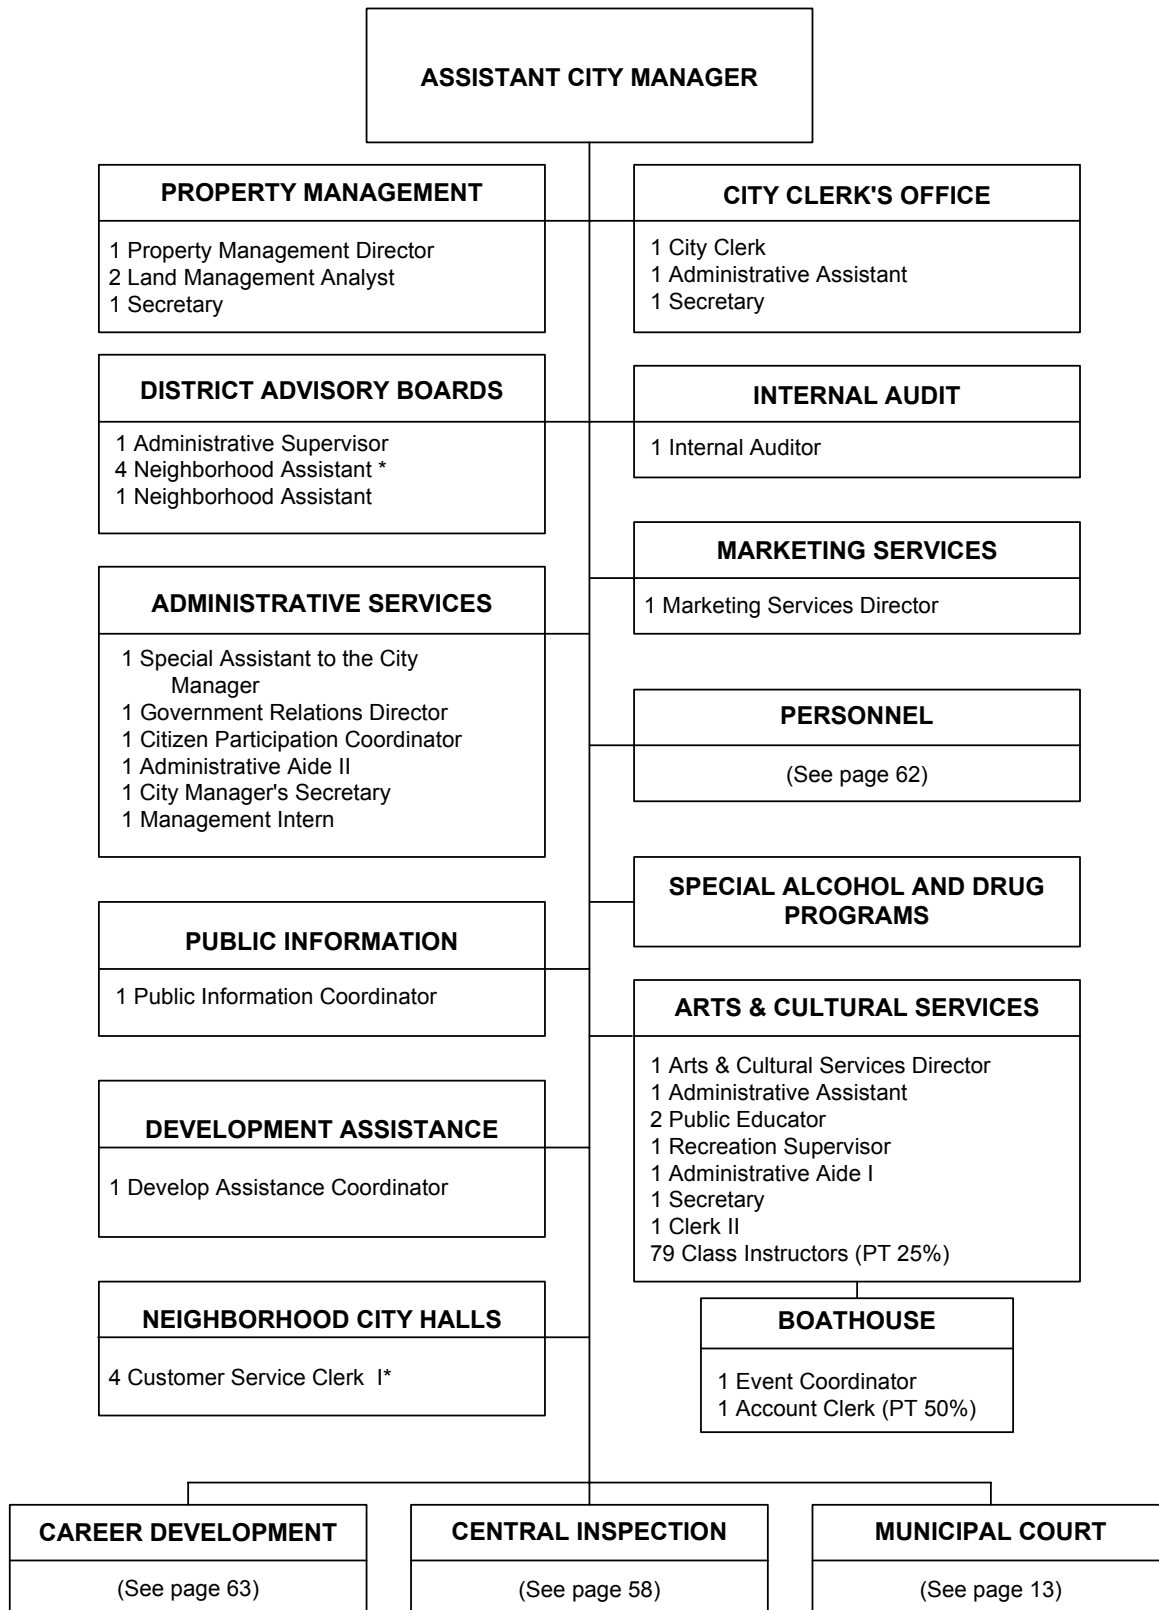 ASSISTANT CITY MANAGER
PROPERTY MANAGEMENT
1 Property Management Director
2 Land Management Analyst
1 Secretary
CITY CLERK'S OFFICE
1 City Clerk
1 Administrative Assistant
1 Secretary
DISTRICT ADVISORY BOARDS
1 Administrative Supervisor
4 Neighborhood Assistant *
1 Neighborhood Assistant
INTERNAL AUDIT
1 Internal Auditor
MARKETING SERVICES
1 Marketing Services Director
ADMINISTRATIVE SERVICES
1 Special Assistant to the City
Manager
1 Government Relations Director
1 Citizen Participation Coordinator
1 Administrative Aide II
1 City Manager's Secretary
1 Management Intern
PERSONNEL
(See page 62)
SPECIAL ALCOHOL AND DRUG
PROGRAMS
PUBLIC INFORMATION
1 Public Information Coordinator
ARTS & CULTURAL SERVICES
1 Arts & Cultural Services Director
1 Administrative Assistant
2 Public Educator
1 Recreation Supervisor
1 Administrative Aide I
1 Secretary
1 Clerk II
79 Class Instructors (PT 25%)
DEVELOPMENT ASSISTANCE
1 Develop Assistance Coordinator
NEIGHBORHOOD CITY HALLS
4 Customer Service Clerk  I*
BOATHOUSE
1 Event Coordinator
1 Account Clerk (PT 50%)
CAREER DEVELOPMENT
(See page 63)
CENTRAL INSPECTION
(See page 58)
MUNICIPAL COURT
(See page 13)